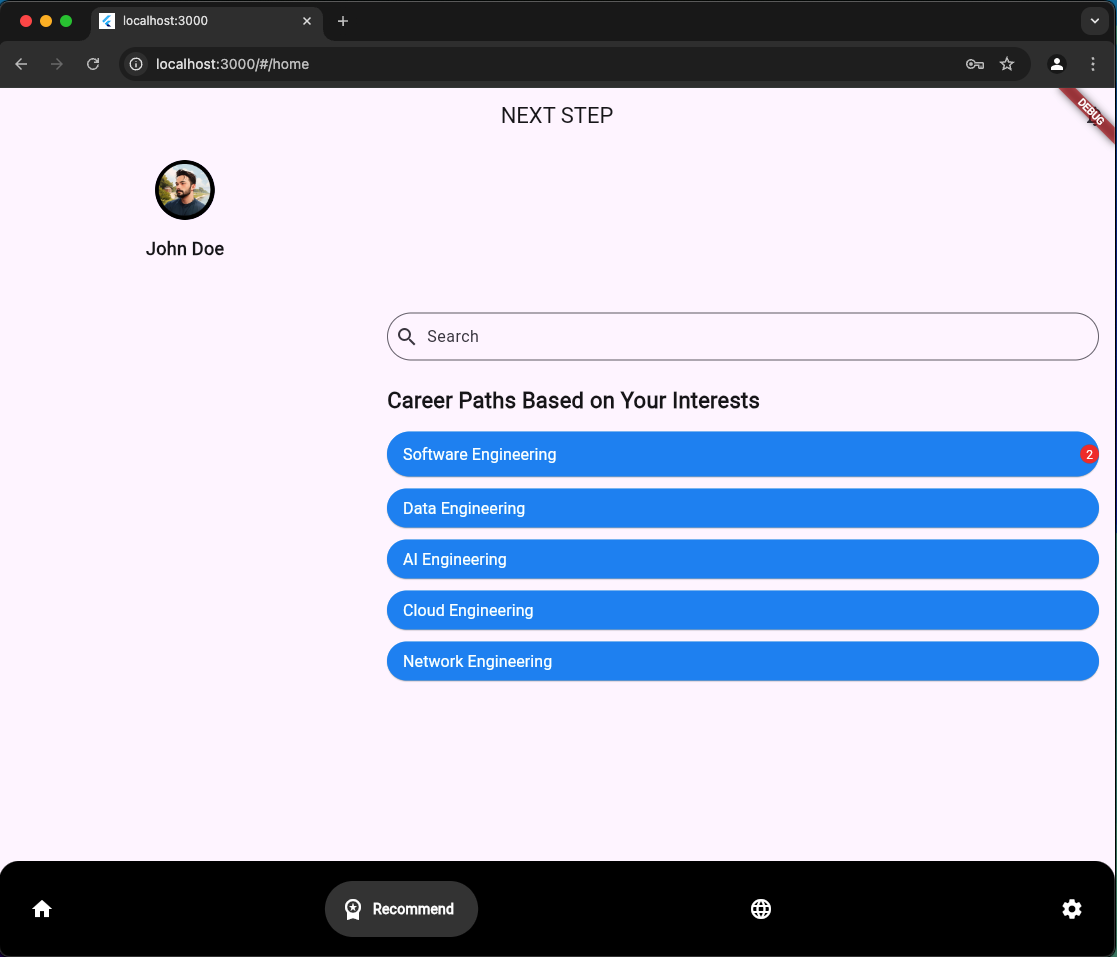 localhost:3000
localhost:3000/#/home
NEXT STEP
DEBUG
John Doe
Search
Career Paths Based on Your Interests
Software Engineering
2
Data Engineering
AI Engineering
Cloud Engineering
Network Engineering
Recommend